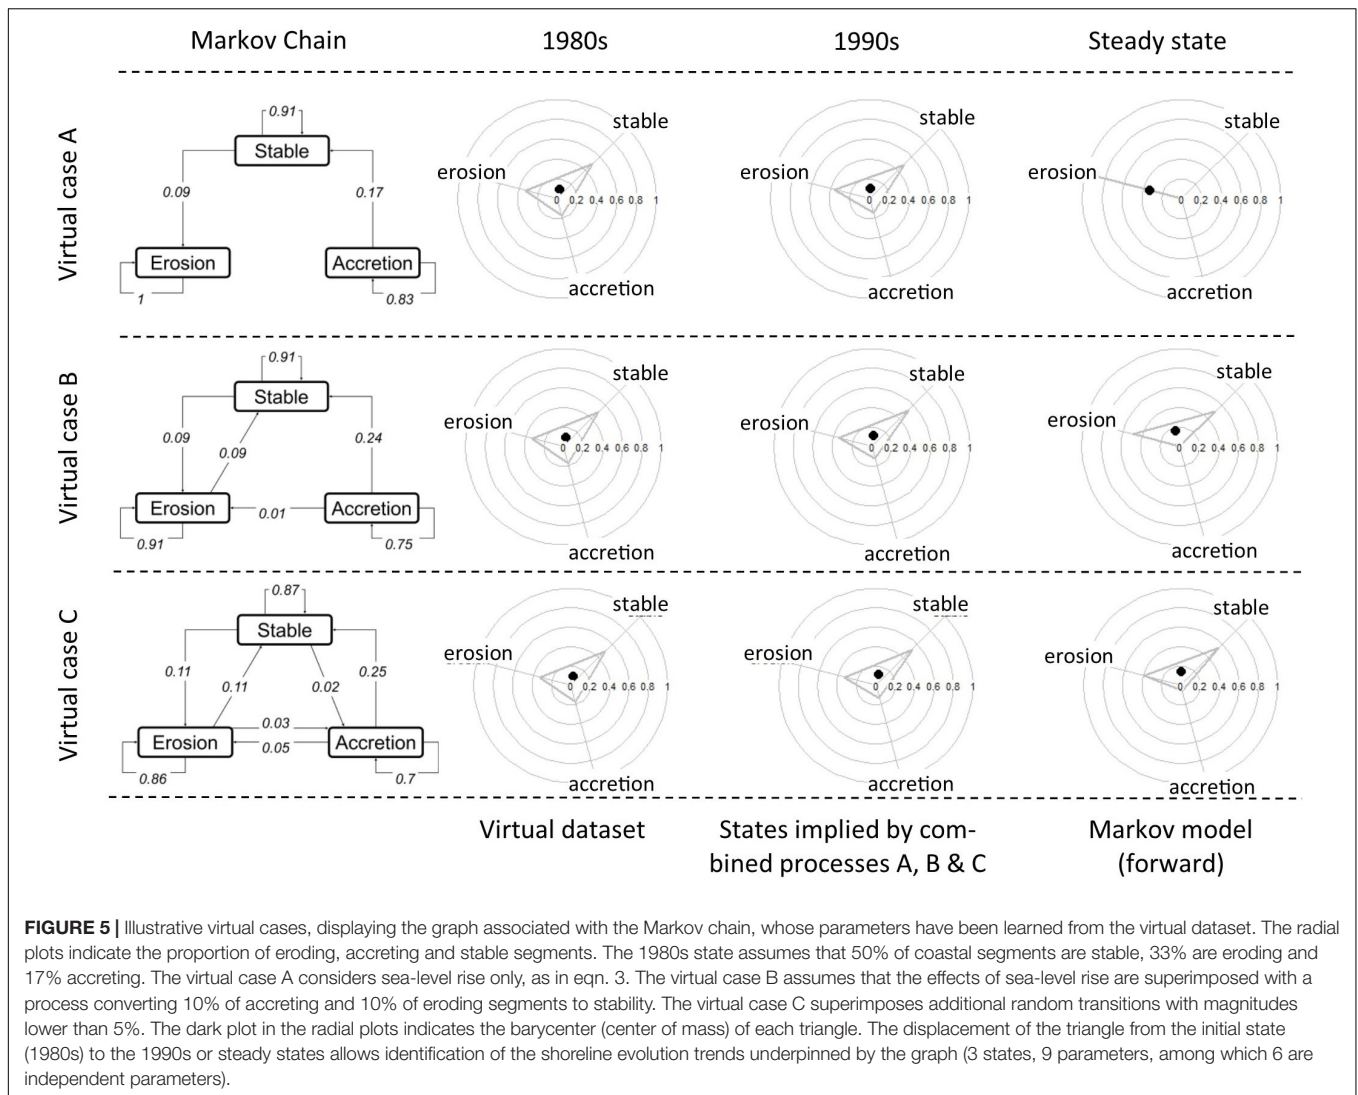 Markov Chain 1980s 1990s Steady state
Virtual case A
0.91
Stable
0.09 0.17
Erosion Accretion
1 0.83
stable
erosion
0 0.2 0.4 0.6 0.8 1
accretion
stable
erosion
0 0.2 0.4 0.6 0.8 1
accretion
stable
erosion
0 0.2 0.4 0.6 0.8 1
accretion
Virtual case B
0.91
Stable
0.09 0.24
0.09
Erosion 0.01 Accretion
0.91 0.75
stable
erosion
0 0.2 0.4 0.6 0.8 1
accretion
stable
erosion
0 0.2 0.4 0.6 0.8 1
accretion
stable
erosion
0 0.2 0.4 0.6 0.8 1
accretion
Virtual case C
0.87
Stable
0.11 0.25
0.11 0.02
0.03
Erosion Accretion
0.05
0.86 0.7
stable
erosion
0 0.2 0.4 0.6 0.8 1
accretion
stable
erosion
0 0.2 0.4 0.6 0.8 1
accretion
stable
erosion
0 0.2 0.4 0.6 0.8 1
accretion
Virtual dataset
States implied by com-
bined processes A, B & C
Markov model
(forward)
FIGURE 5 | Illustrative virtual cases, displaying the graph associated with the Markov chain, whose parameters have been learned from the virtual dataset. The radial
plots indicate the proportion of eroding, accreting and stable segments. The 1980s state assumes that 50% of coastal segments are stable, 33% are eroding and
17% accreting. The virtual case A considers sea-level rise only, as in eqn. 3. The virtual case B assumes that the effects of sea-level rise are superimposed with a
process converting 10% of accreting and 10% of eroding segments to stability. The virtual case C superimposes additional random transitions with magnitudes
lower than 5%. The dark plot in the radial plots indicates the barycenter (center of mass) of each triangle. The displacement of the triangle from the initial state
(1980s) to the 1990s or steady states allows identification of the shoreline evolution trends underpinned by the graph (3 states, 9 parameters, among which 6 are
independent parameters).